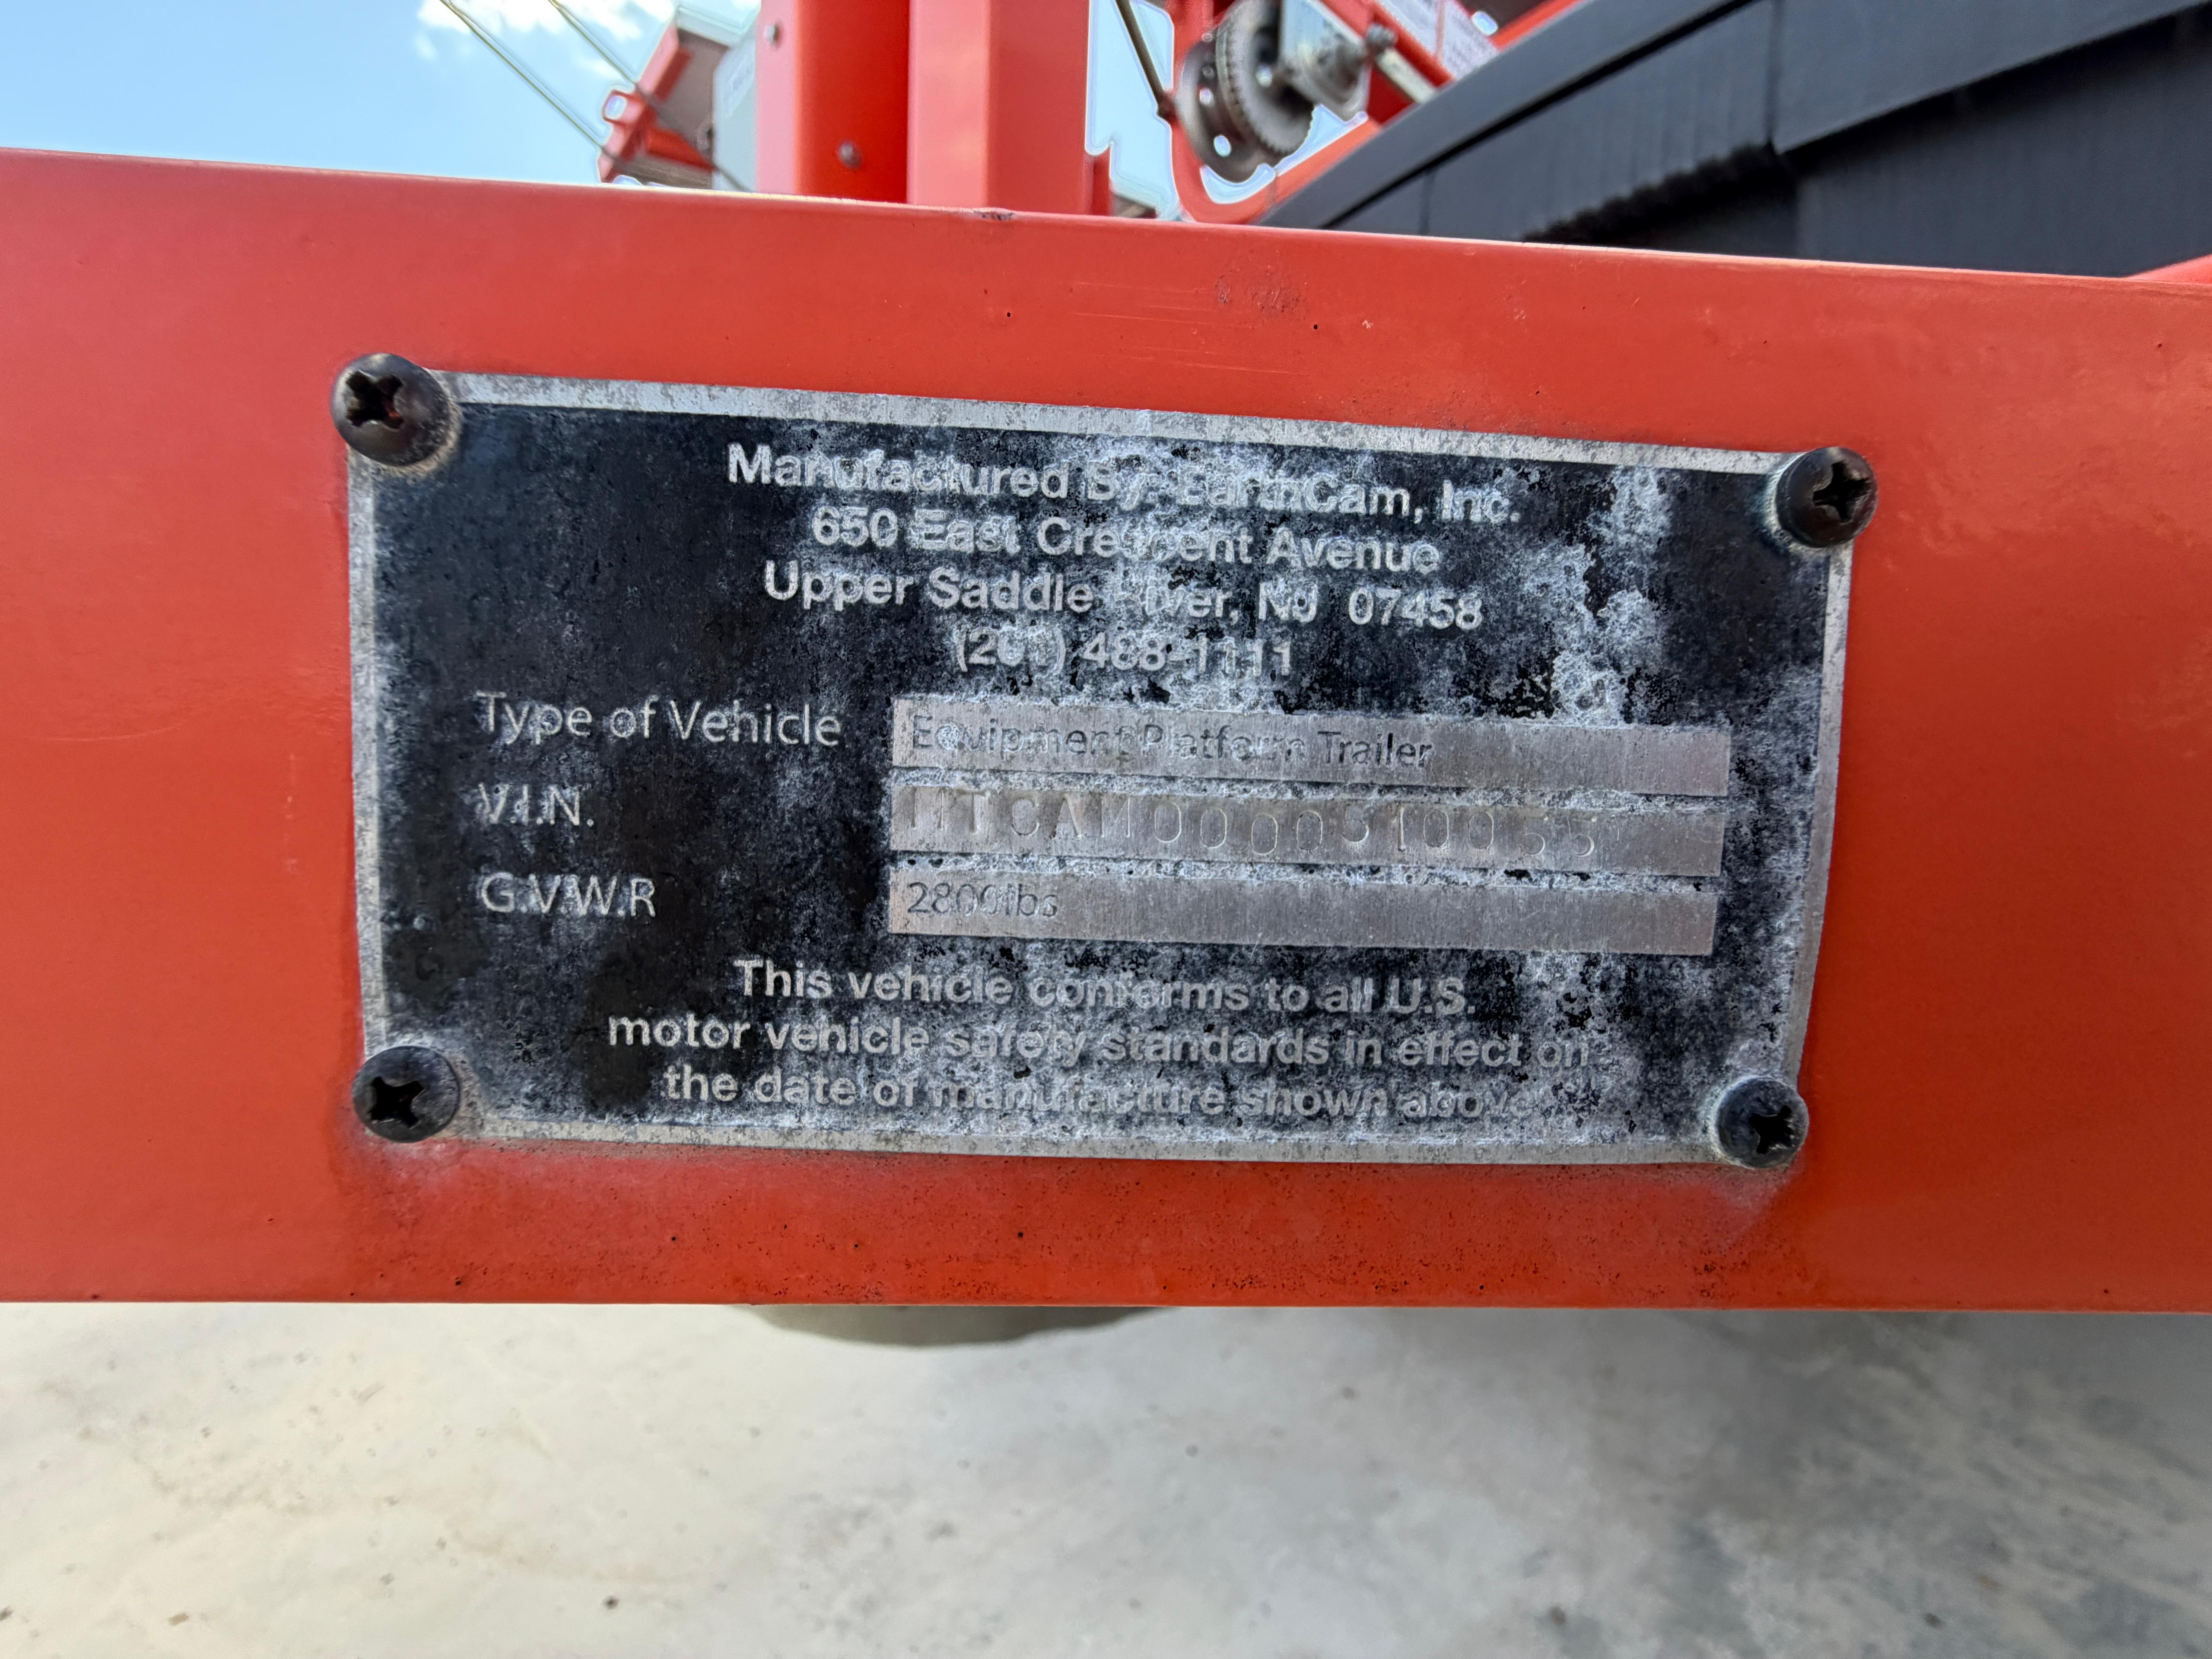 Manufactured By: EarthCam, Inc.
650 East Crescent Avenue
Upper Saddle River, NJ 07458
(201) 488-1111
Type of Vehicle Equipment Platform Trailer
V.I.N.
G.V.W.R 2800lbs
This vehicle conforms to all U.S.
motor vehicle safety standards in effect on
the date of manufacture shown above